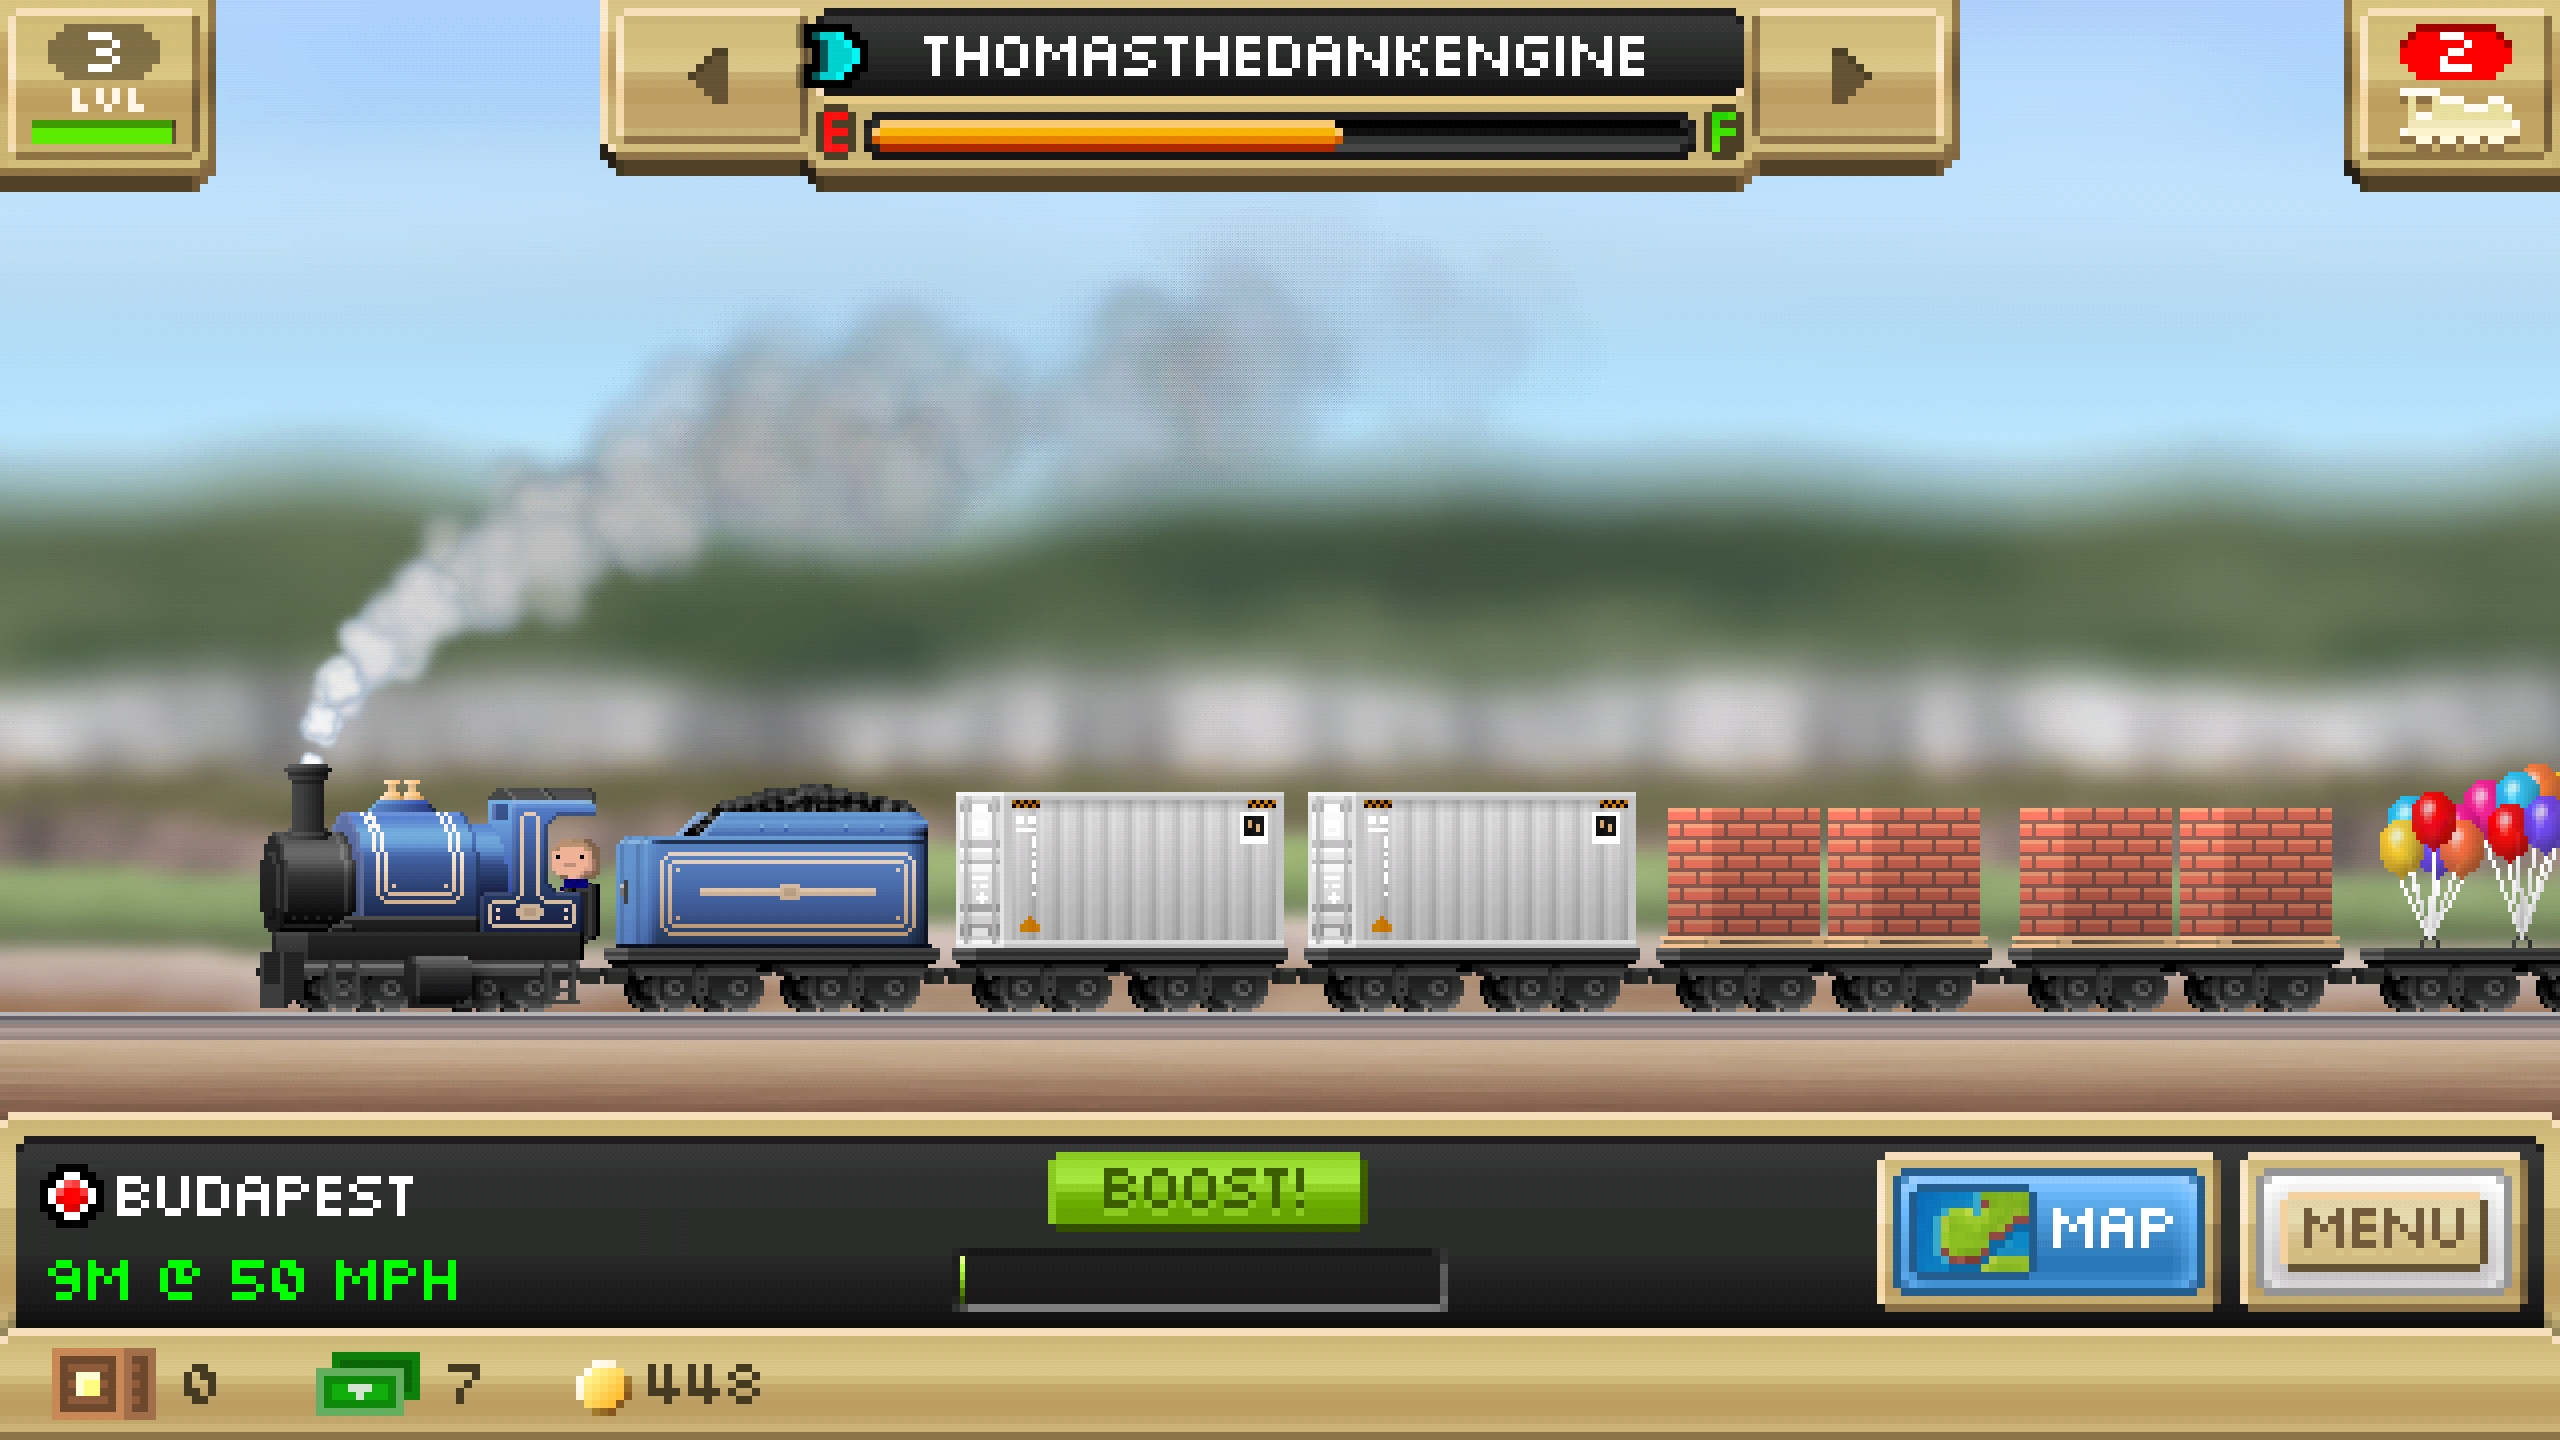 3
LVL
THOMASTHEDANKENGINE
E F
2
BUDAPEST
9M @ 50 MPH
BOOST!
MAP
MENU
0
7
448